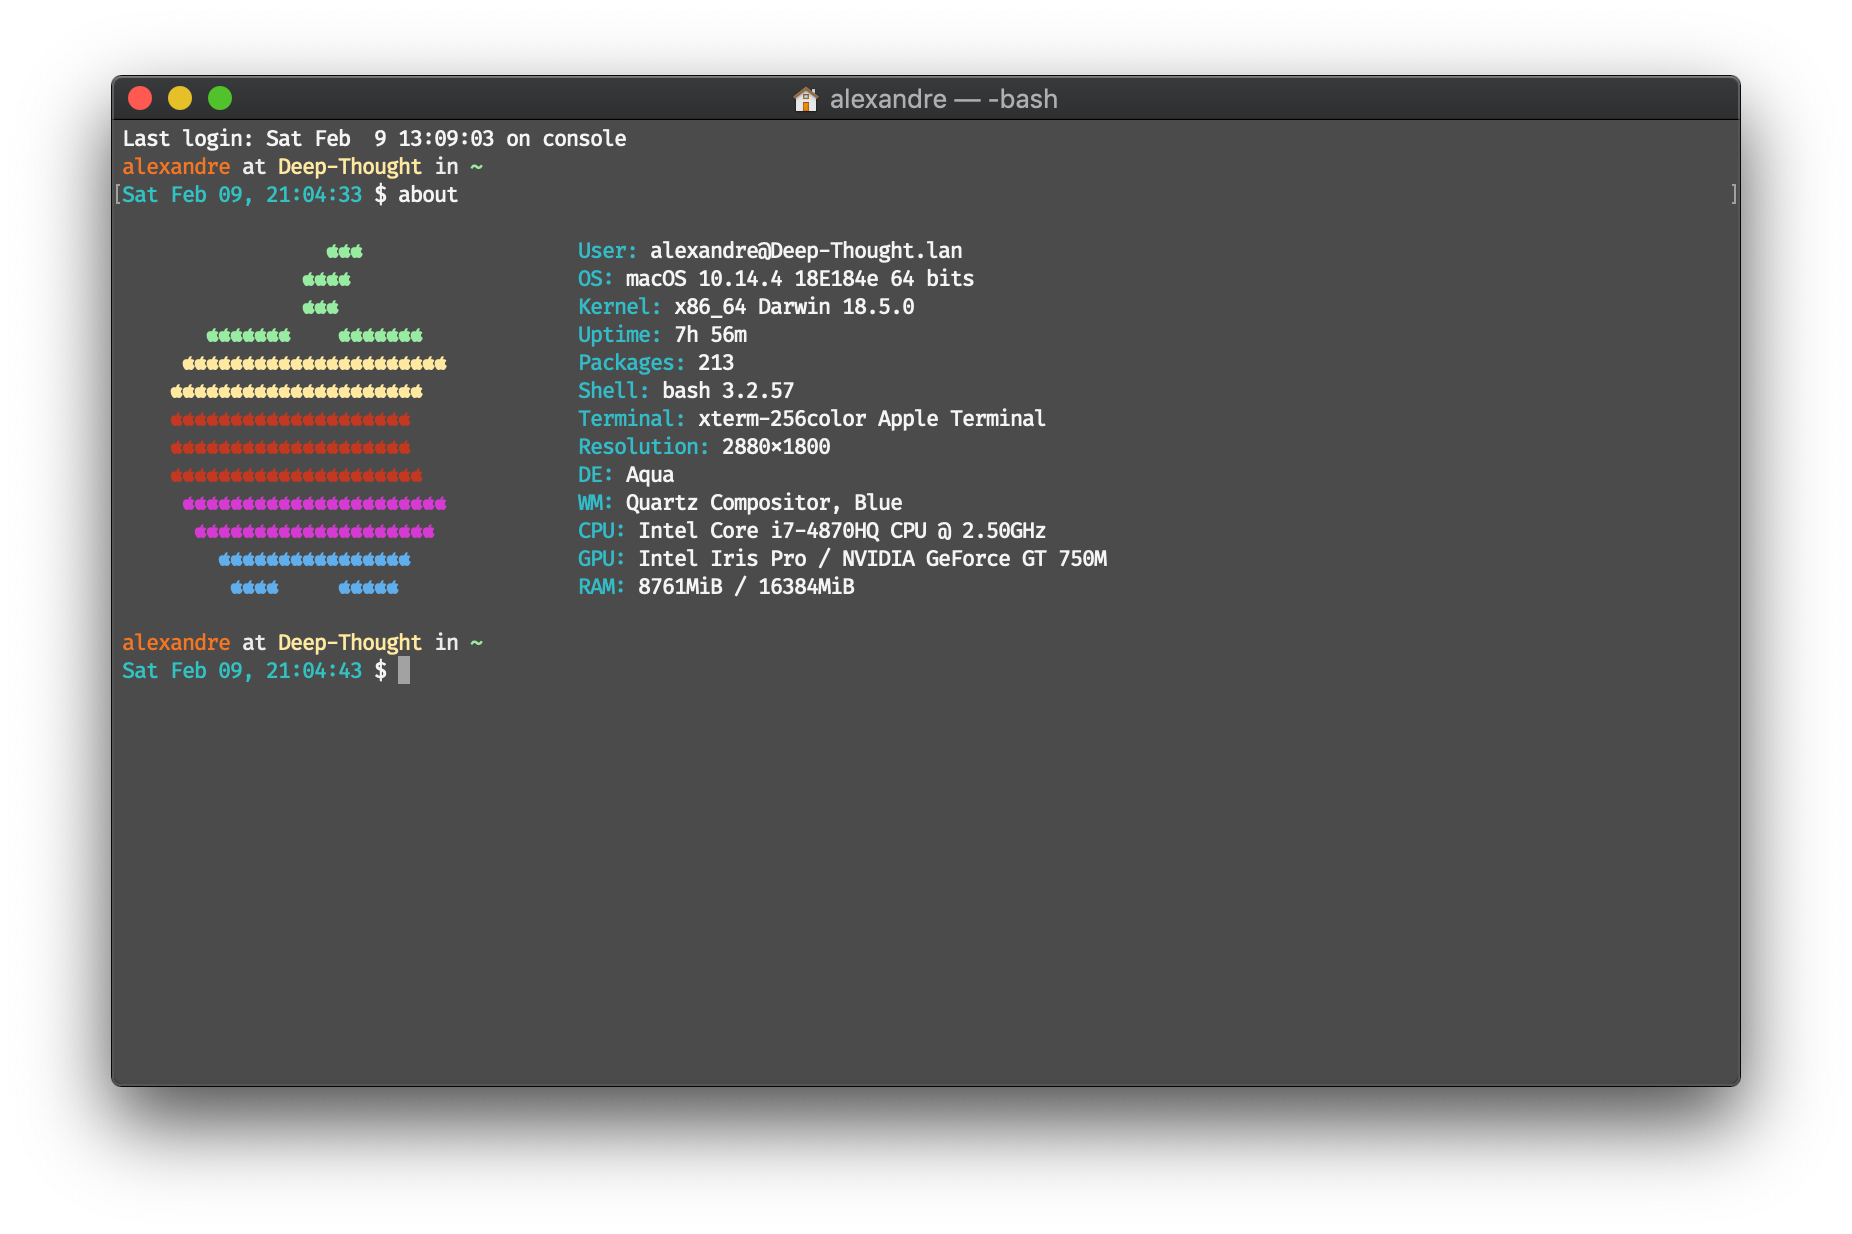 alexandre — -bash
Last login: Sat Feb  9 13:09:03 on console
alexandre at Deep-Thought in ~
[Sat Feb 09, 21:04:33 $ about ]
User: alexandre@Deep-Thought.lan
OS: macOS 10.14.4 18E184e 64 bits
Kernel: x86_64 Darwin 18.5.0
Uptime: 7h 56m
Packages: 213
Shell: bash 3.2.57
Terminal: xterm-256color Apple Terminal
Resolution: 2880×1800
DE: Aqua
WM: Quartz Compositor, Blue
CPU: Intel Core i7-4870HQ CPU @ 2.50GHz
GPU: Intel Iris Pro / NVIDIA GeForce GT 750M
RAM: 8761MiB / 16384MiB
alexandre at Deep-Thought in ~
Sat Feb 09, 21:04:43 $